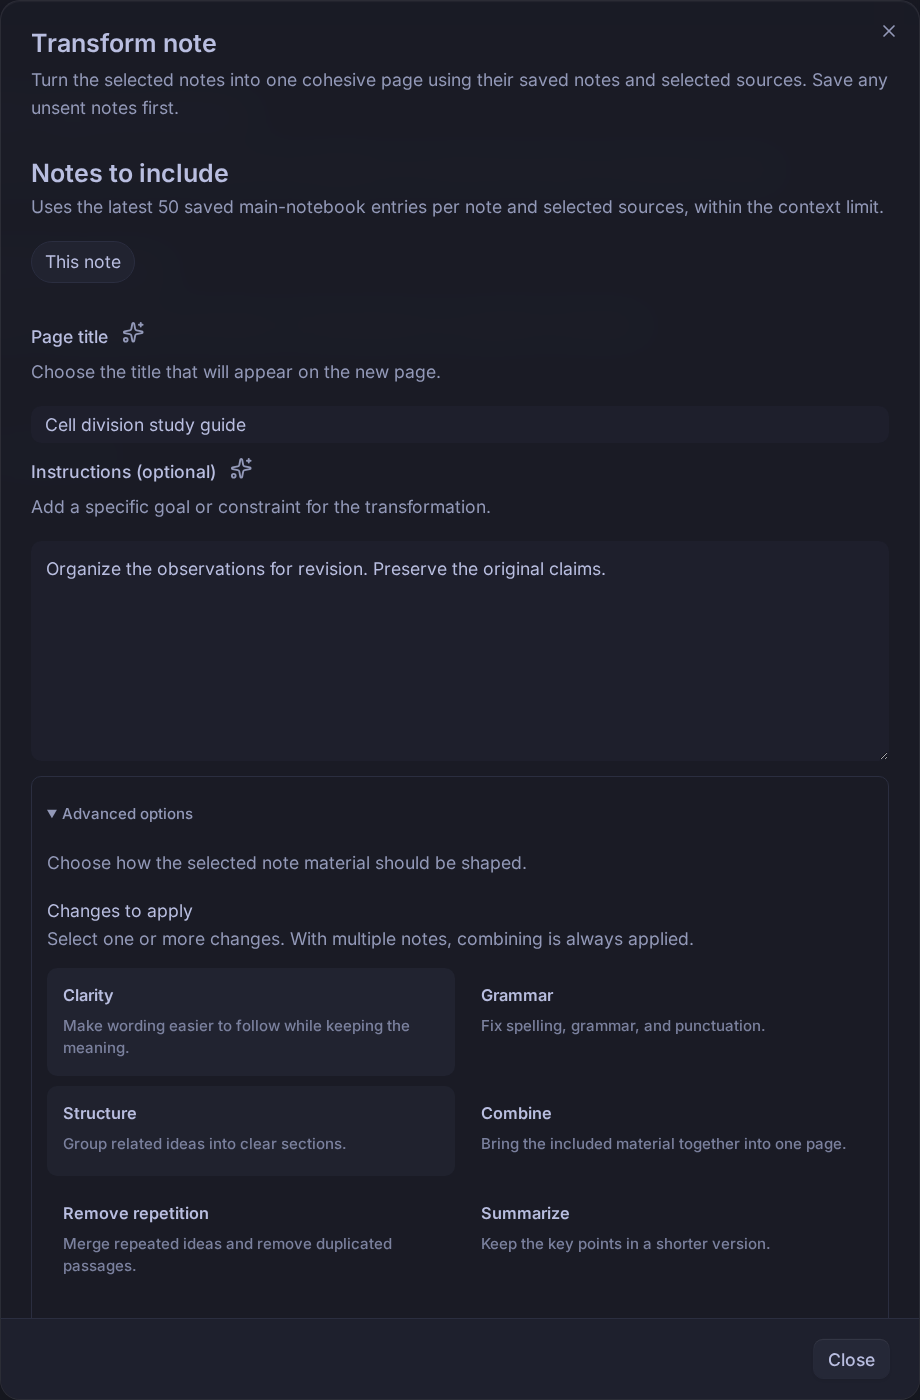 Transform note
Turn the selected notes into one cohesive page using their saved notes and selected sources. Save any
unsent notes first.
Notes to include
Uses the latest 50 saved main-notebook entries per note and selected sources, within the context limit.
This note
Page title
Choose the title that will appear on the new page.
Cell division study guide
Instructions (optional)
Add a specific goal or constraint for the transformation.
Organize the observations for revision. Preserve the original claims.
Advanced options
Choose how the selected note material should be shaped.
Changes to apply
Select one or more changes. With multiple notes, combining is always applied.
Clarity
Make wording easier to follow while keeping the
meaning.
Grammar
Fix spelling, grammar, and punctuation.
Structure
Group related ideas into clear sections.
Combine
Bring the included material together into one page.
Remove repetition
Merge repeated ideas and remove duplicated
passages.
Summarize
Keep the key points in a shorter version.
Close